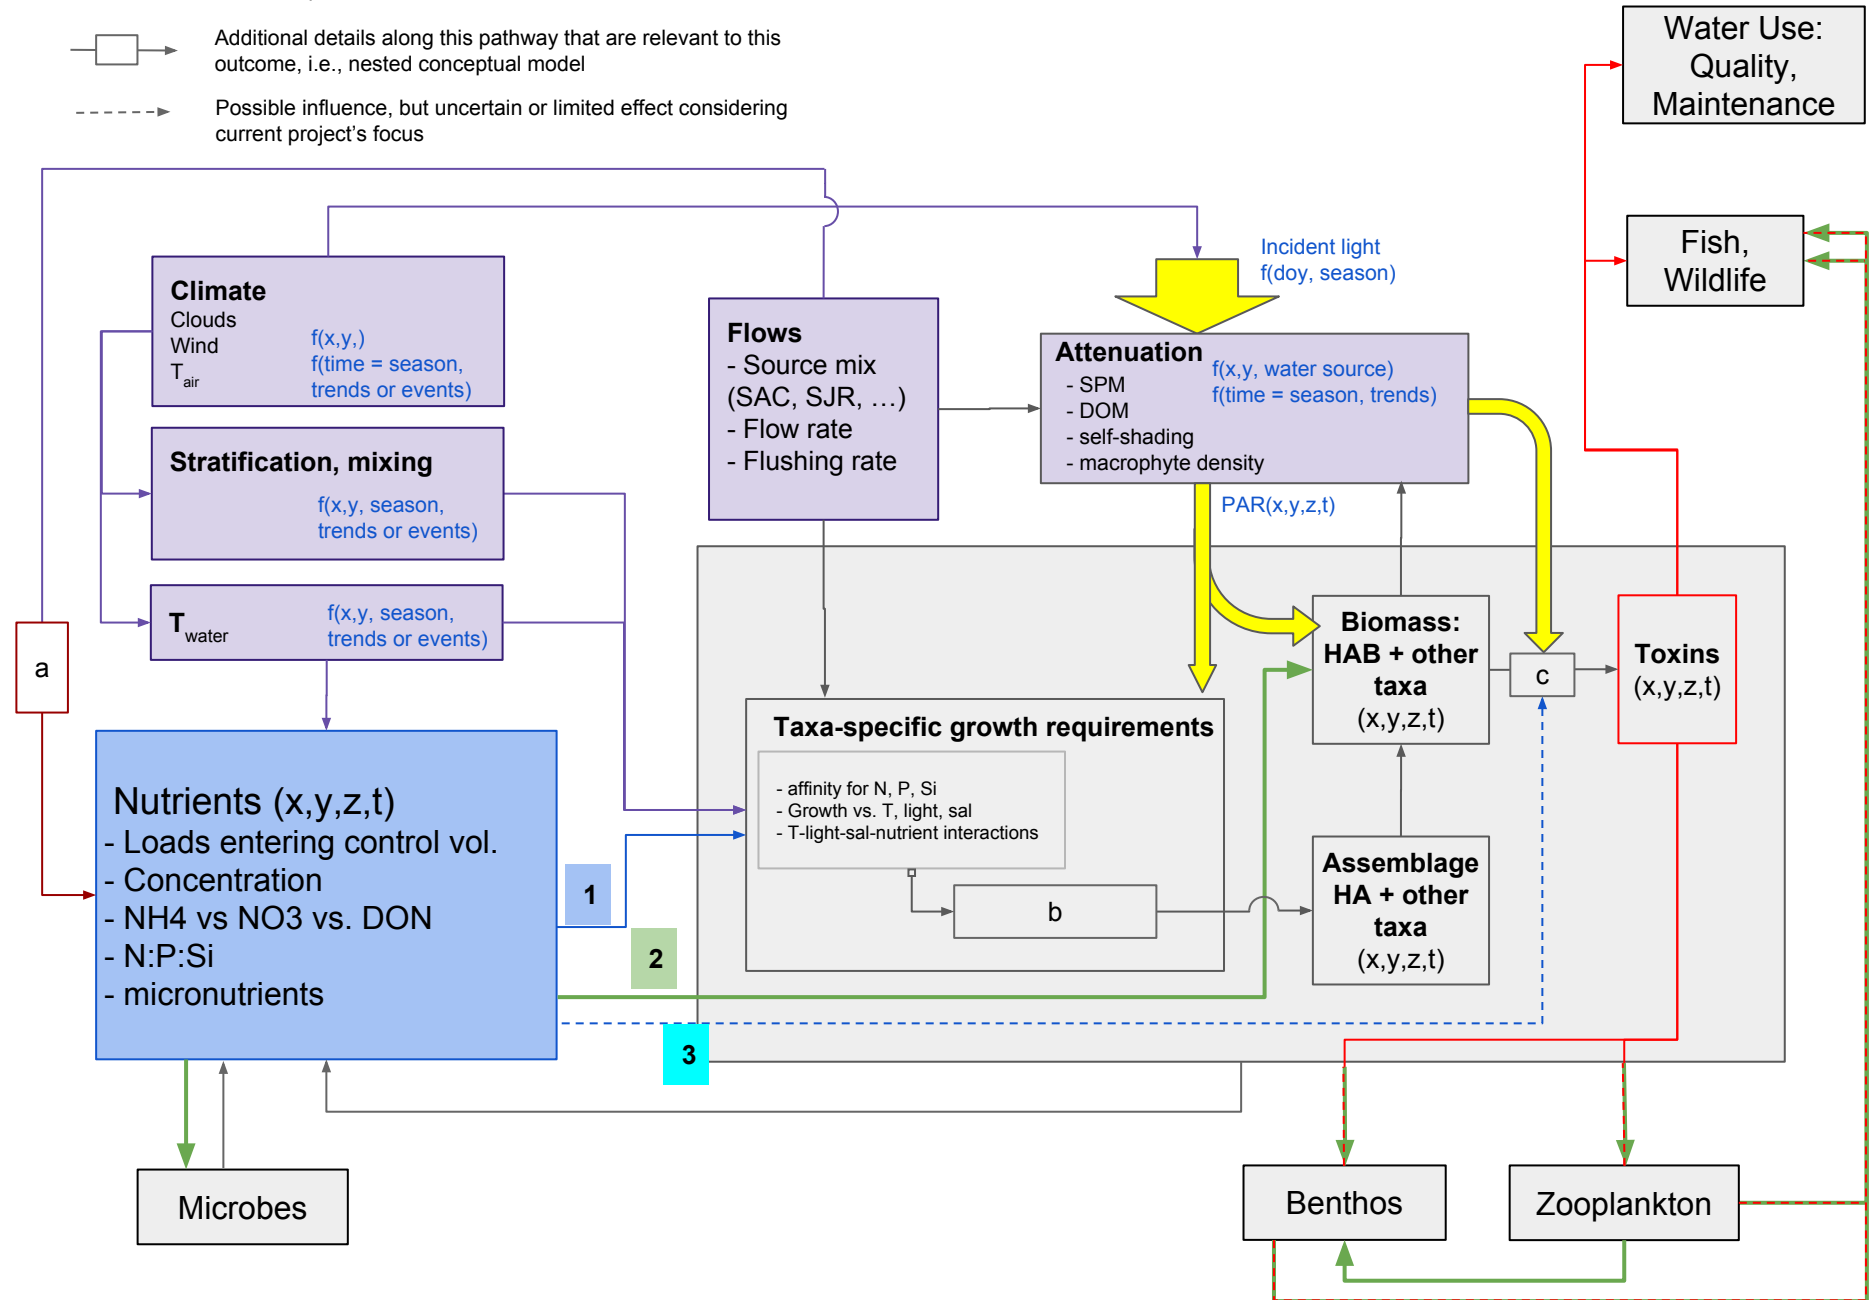 Additional details along this pathway that are relevant to this
outcome, i.e., nested conceptual model
Possible influence, but uncertain or limited effect considering
current project's focus
Water Use:
Quality,
Maintenance
Fish,
Wildlife
Incident light
f(doy, season)
Climate
Clouds
Wind
T air
f(x,y,)
f(time = season,
trends or events)
Flows
- Source mix
(SAC, SJR, …)
- Flow rate
- Flushing rate
Attenuation
- SPM
- DOM
- self-shading
- macrophyte density
f(x,y, water source)
f(time = season, trends)
Stratification, mixing
f(x,y, season,
trends or events)
PAR(x,y,z,t)
T water
f(x,y, season,
trends or events)
a
Biomass:
HAB + other
taxa
(x,y,z,t)
c
Toxins
(x,y,z,t)
Taxa-specific growth requirements
- affinity for N, P, Si
- Growth vs. T, light, sal
- T-light-sal-nutrient interactions
b
Assemblage
HA + other
taxa
(x,y,z,t)
Nutrients (x,y,z,t)
- Loads entering control vol.
- Concentration
- NH4 vs NO3 vs. DON
- N:P:Si
- micronutrients
1
2
3
Microbes
Benthos
Zooplankton